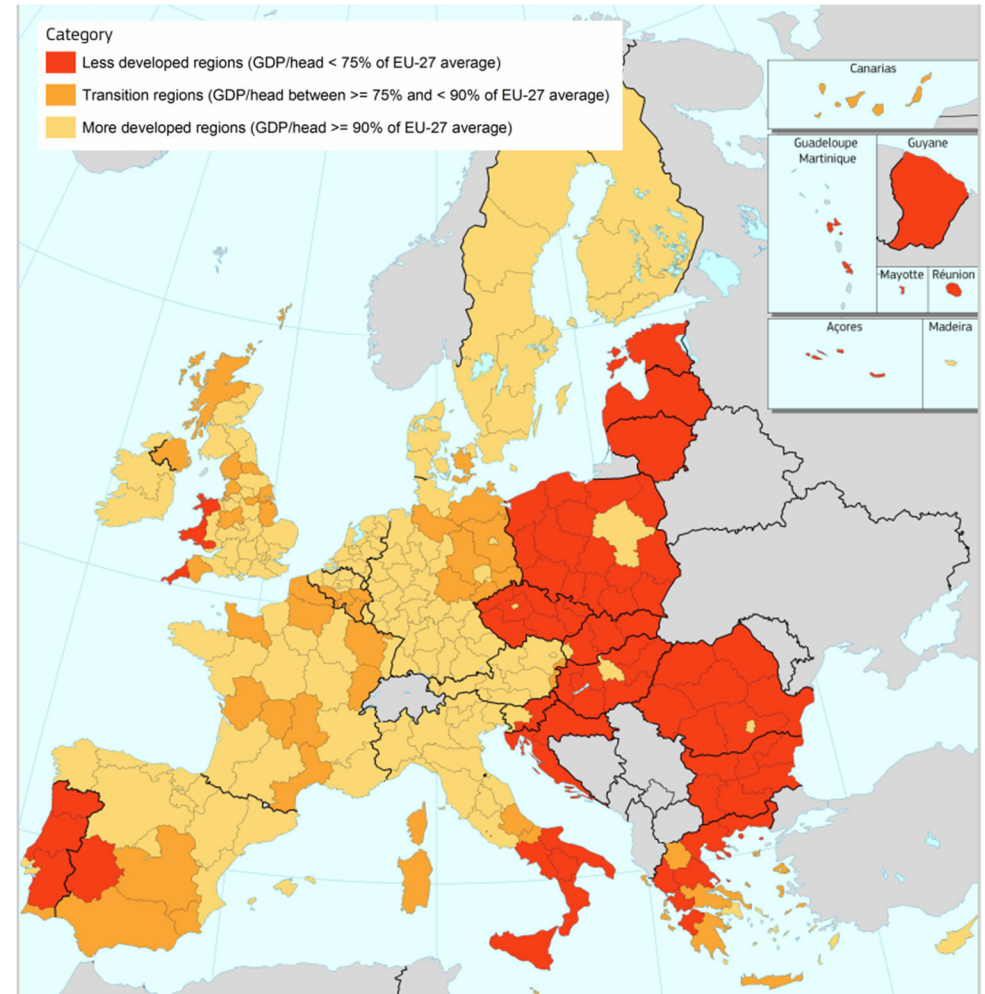 Category
Less developed regions (GDP/head < 75% of EU-27 average)
Transition regions (GDP/head between >= 75% and < 90% of EU-27 average)
More developed regions (GDP/head >= 90% of EU-27 average)
Canarias
Guadeloupe
Martinique
Guyane
Mayotte
Réunion
Açores
Madeira